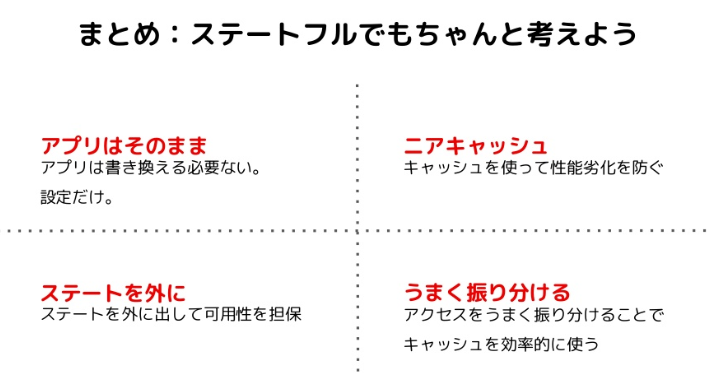 まとめ：ステートフルでもちゃんと考えよう
アプリはそのまま
アプリは書き換える必要ない。
設定だけ。
ニアキャッシュ
キャッシュを使って性能劣化を防ぐ
ステートを外に
ステートを外に出して可用性を担保
うまく振り分ける
アクセスをうまく振り分けることで
キャッシュを効率的に使う